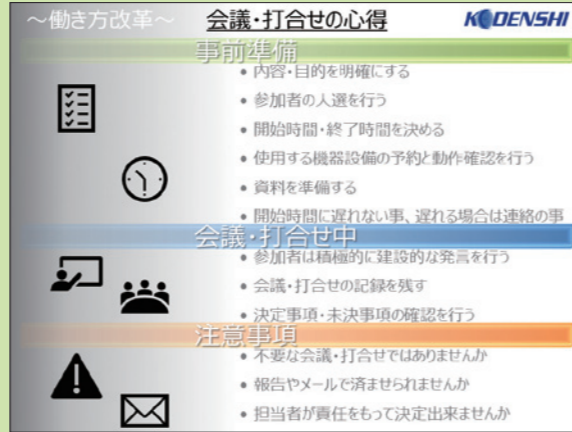 ～働き方改革～
会議・打合せの心得
KODENSHI
事前準備
• 内容・目的を明確にする
• 参加者の人選を行う
• 開始時間・終了時間を決める
• 使用する機器設備の予約と動作確認を行う
• 資料を準備する
• 開始時間に遅れない事、遅れる場合は連絡の事
会議・打合せ中
• 参加者は積極的に建設的な発言を行う
• 会議・打合せの記録を残す
• 決定事項・未決事項の確認を行う
注意事項
• 不要な会議・打合せではありませんか
• 報告やメールで済ませられませんか
• 担当者が責任をもって決定出来ませんか